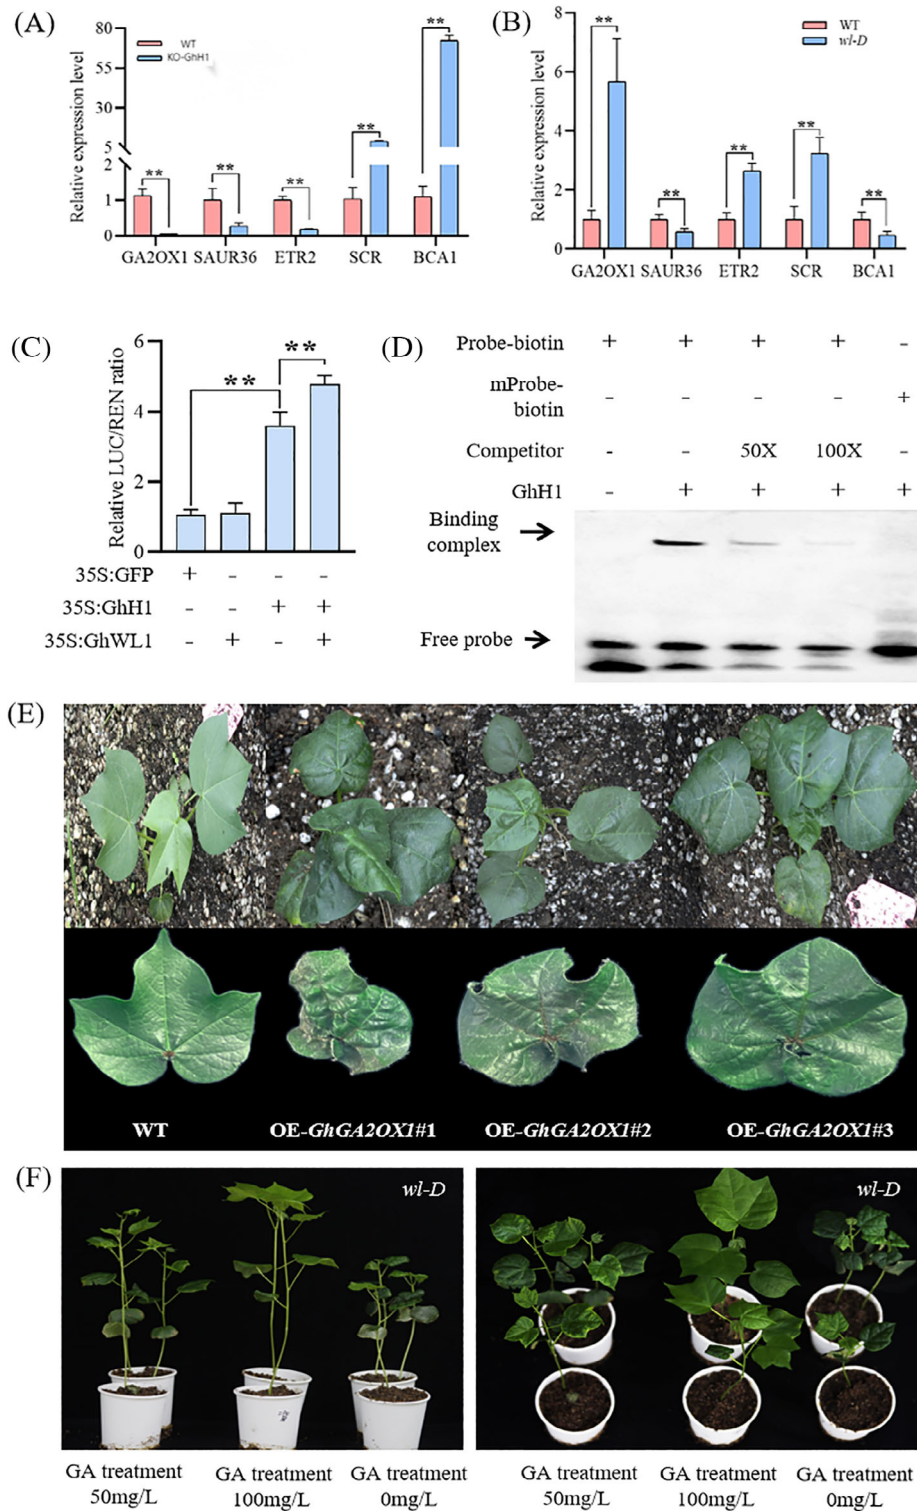 (A)
Relative expression level
80
55
30
5
2
1
0
WT
KO-GhH1
**
**
**
**
**
GA2OX1 SAUR36 ETR2 SCR BCA1
(B)
Relative expression level
8
6
4
2
0
WT
wl-D
**
**
**
**
**
GA2OX1 SAUR36 ETR2 SCR BCA1
(C)
Relative LUC/REN ratio
6
4
2
0
**
**
35S:GFP + - - -
35S:GhH1 - - + +
35S:GhWL1 - + - +
(D)
Probe-biotin + + + + -
mProbe-
biotin - - - - +
Competitor - - 50X 100X -
GhH1 - + + + +
Binding
complex
Free probe
(E)
WT OE-GhGA2OX1#1 OE-GhGA2OX1#2 OE-GhGA2OX1#3
(F)
wl-D wl-D
GA treatment GA treatment GA treatment GA treatment GA treatment GA treatment
50mg/L 100mg/L 0mg/L 50mg/L 100mg/L 0mg/L